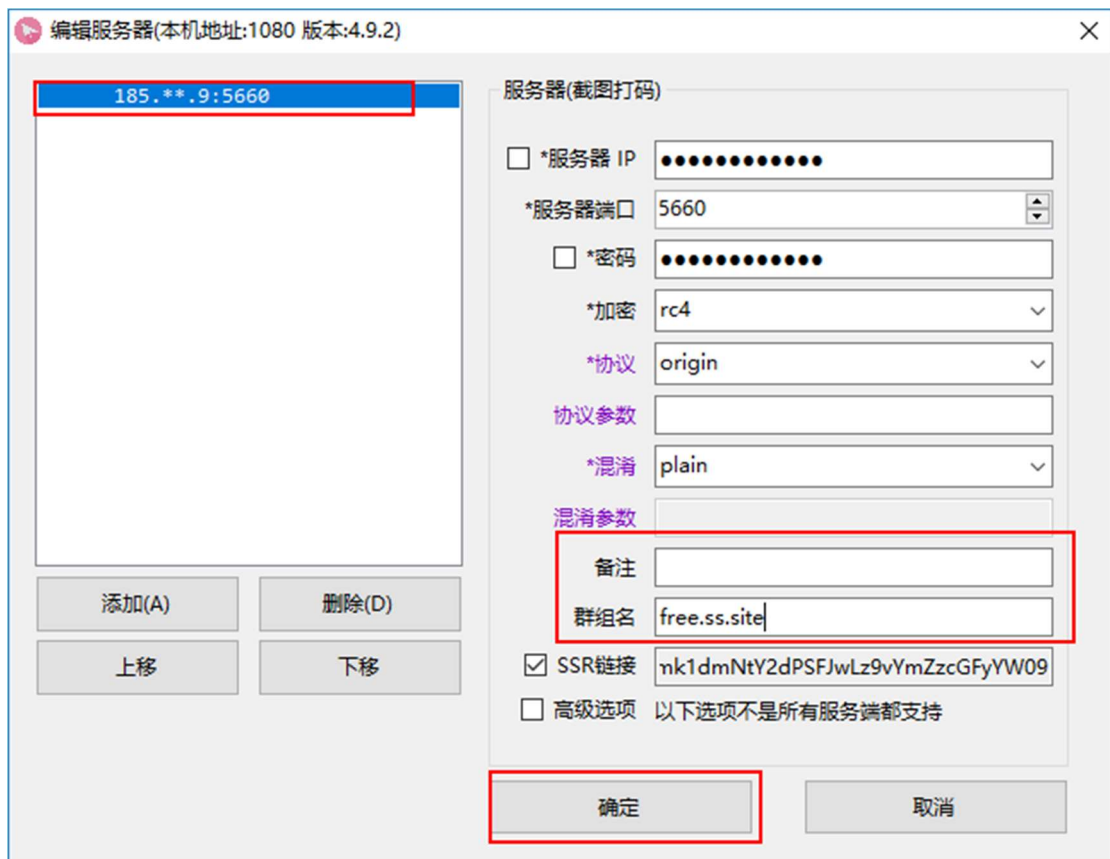 编辑服务器(本机地址:1080 版本:4.9.2)
185.**.9:5660
添加(A)
删除(D)
上移
下移
服务器(截图打码)
*服务器 IP
●●●●●●●●●●●●
*服务器端口
5660
*密码
●●●●●●●●●●●●
*加密
rc4
*协议
origin
协议参数
*混淆
plain
混淆参数
备注
群组名
free.ss.site
SSR链接
mk1dmNtY2dPSFJwLz9vYmZzcGFyYW09
高级选项
以下选项不是所有服务端都支持
确定
取消